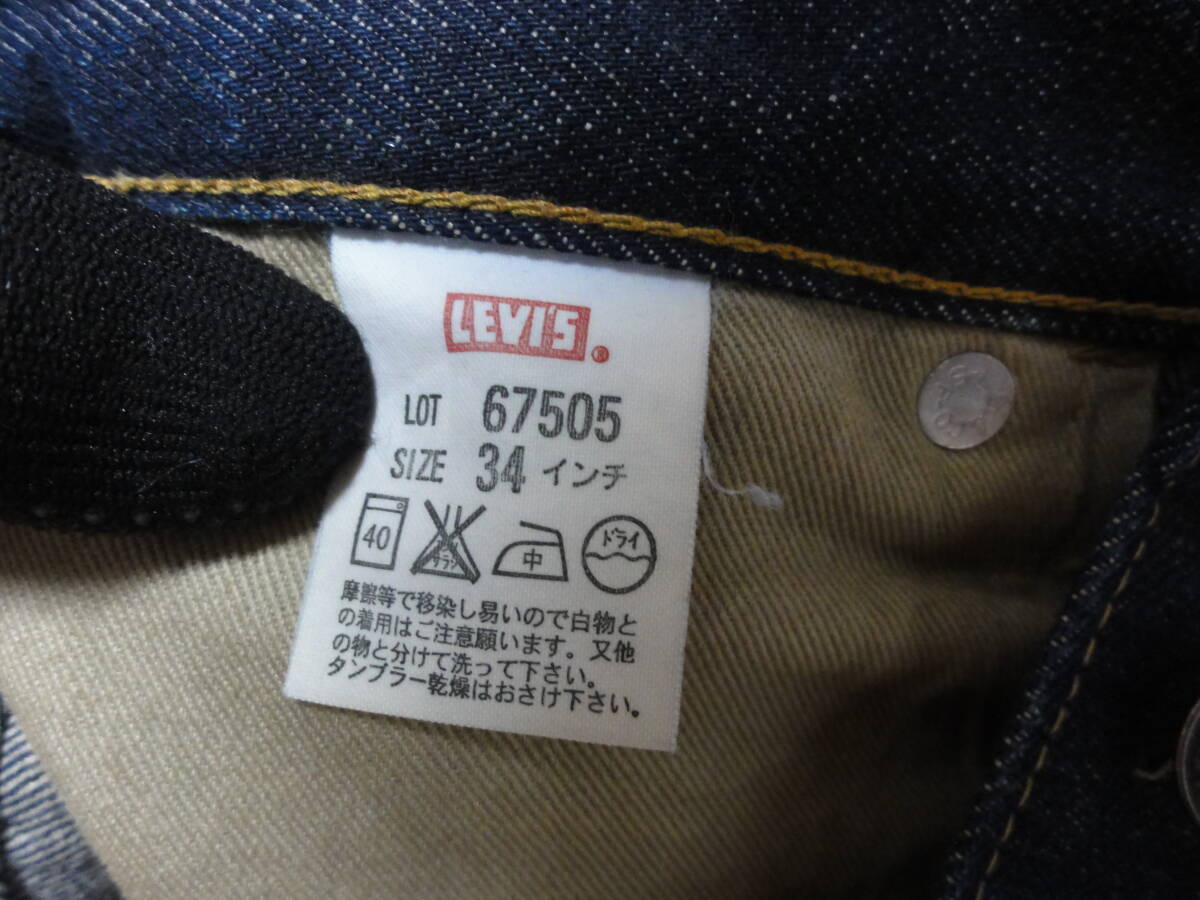 LEVI'S®
LOT 67505
SIZE 34 インチ
40 中 ドライ
摩擦等で移染し易いので白物と
の着用はご注意願います。又他
の物と分けて洗って下さい。
タンブラー乾燥はおさけ下さい。